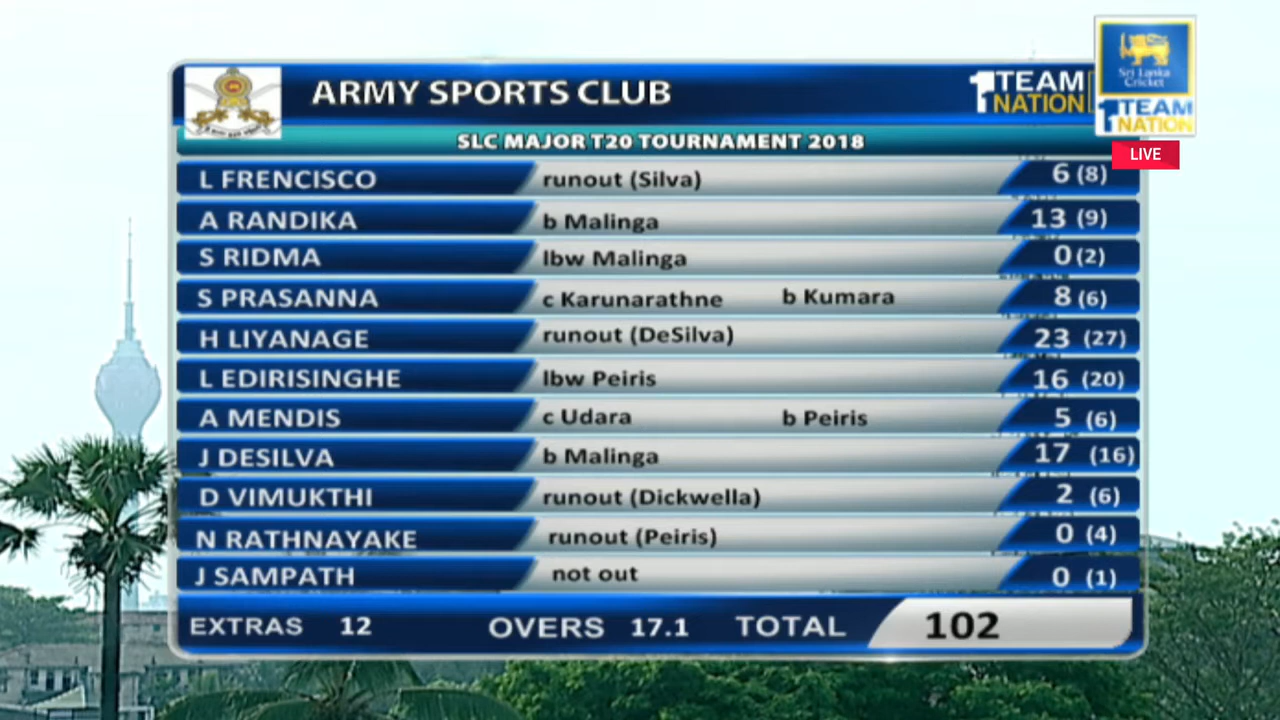 ARMY SPORTS CLUB
1TEAM
NATION
Sri Lanka
Cricket
1TEAM
NATION
LIVE
SLC MAJOR T20 TOURNAMENT 2018
L FRENCISCO runout (Silva) 6 (8)
A RANDIKA b Malinga 13 (9)
S RIDMA lbw Malinga 0 (2)
S PRASANNA c Karunarathne b Kumara 8 (6)
H LIYANAGE runout (DeSilva) 23 (27)
L EDIRISINGHE lbw Peiris 16 (20)
A MENDIS c Udara b Peiris 5 (6)
J DESILVA b Malinga 17 (16)
D VIMUKTHI runout (Dickwella) 2 (6)
N RATHNAYAKE runout (Peiris) 0 (4)
J SAMPATH not out 0 (1)
EXTRAS 12 OVERS 17.1 TOTAL 102